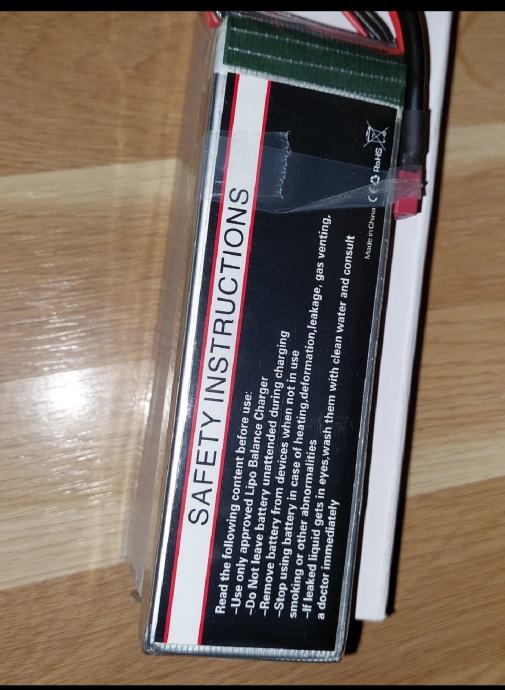 SAFETY INSTRUCTIONS
Read the following content before use:
-Use only approved Lipo Balance Charger
-Do Not leave battery unattended during charging
-Remove battery from devices when not in use
-Stop using battery in case of heating,deformation,leakage, gas venting,
smoking or other abnormalities
-If leaked liquid gets in eyes,wash them with clean water and consult
a doctor immediately
Made in China CE RoHS